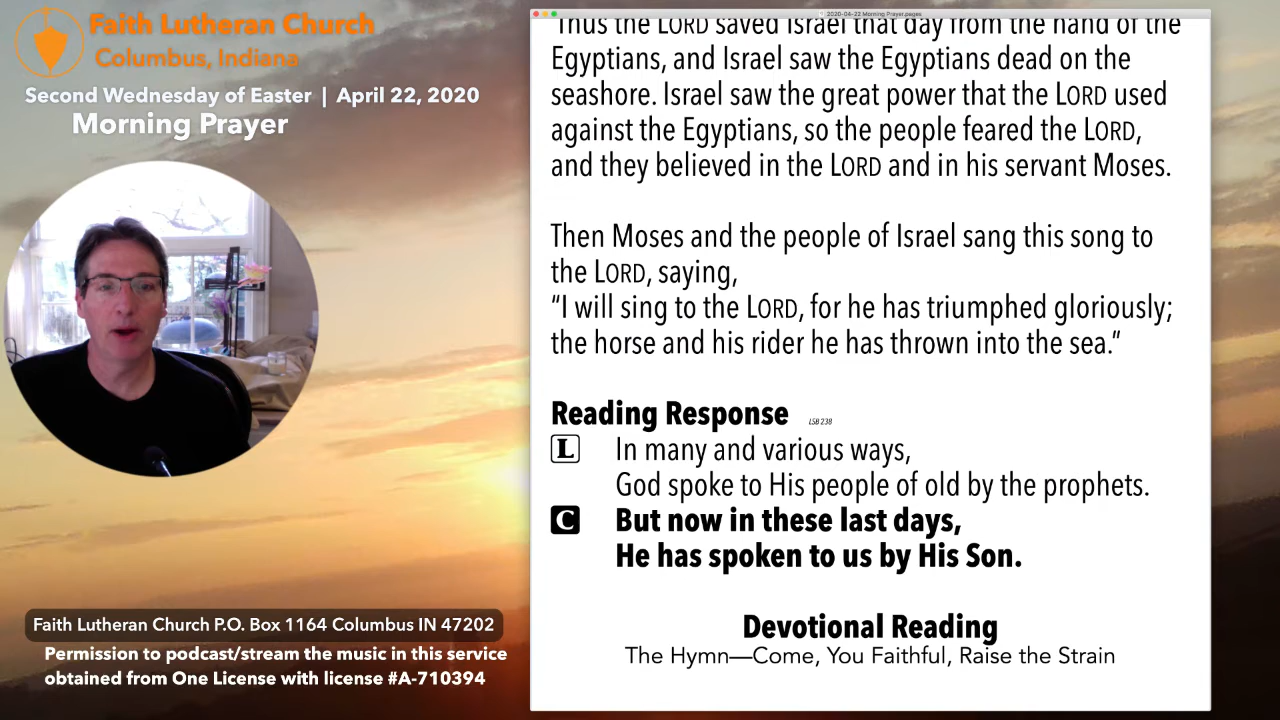 Faith Lutheran Church
Columbus, Indiana
Second Wednesday of Easter | April 22, 2020
Morning Prayer
Faith Lutheran Church P.O. Box 1164 Columbus IN 47202
Permission to podcast/stream the music in this service
obtained from One License with license #A-710394
2020-04-23 Morning Prayer.pages
Thus the LORD saved Israel that day from the hand of the
Egyptians, and Israel saw the Egyptians dead on the
seashore. Israel saw the great power that the LORD used
against the Egyptians, so the people feared the LORD,
and they believed in the LORD and in his servant Moses.
Then Moses and the people of Israel sang this song to
the LORD, saying,
“I will sing to the LORD, for he has triumphed gloriously;
the horse and his rider he has thrown into the sea.”
Reading Response LSB 238
L In many and various ways,
God spoke to His people of old by the prophets.
C But now in these last days,
He has spoken to us by His Son.
Devotional Reading
The Hymn—Come, You Faithful, Raise the Strain